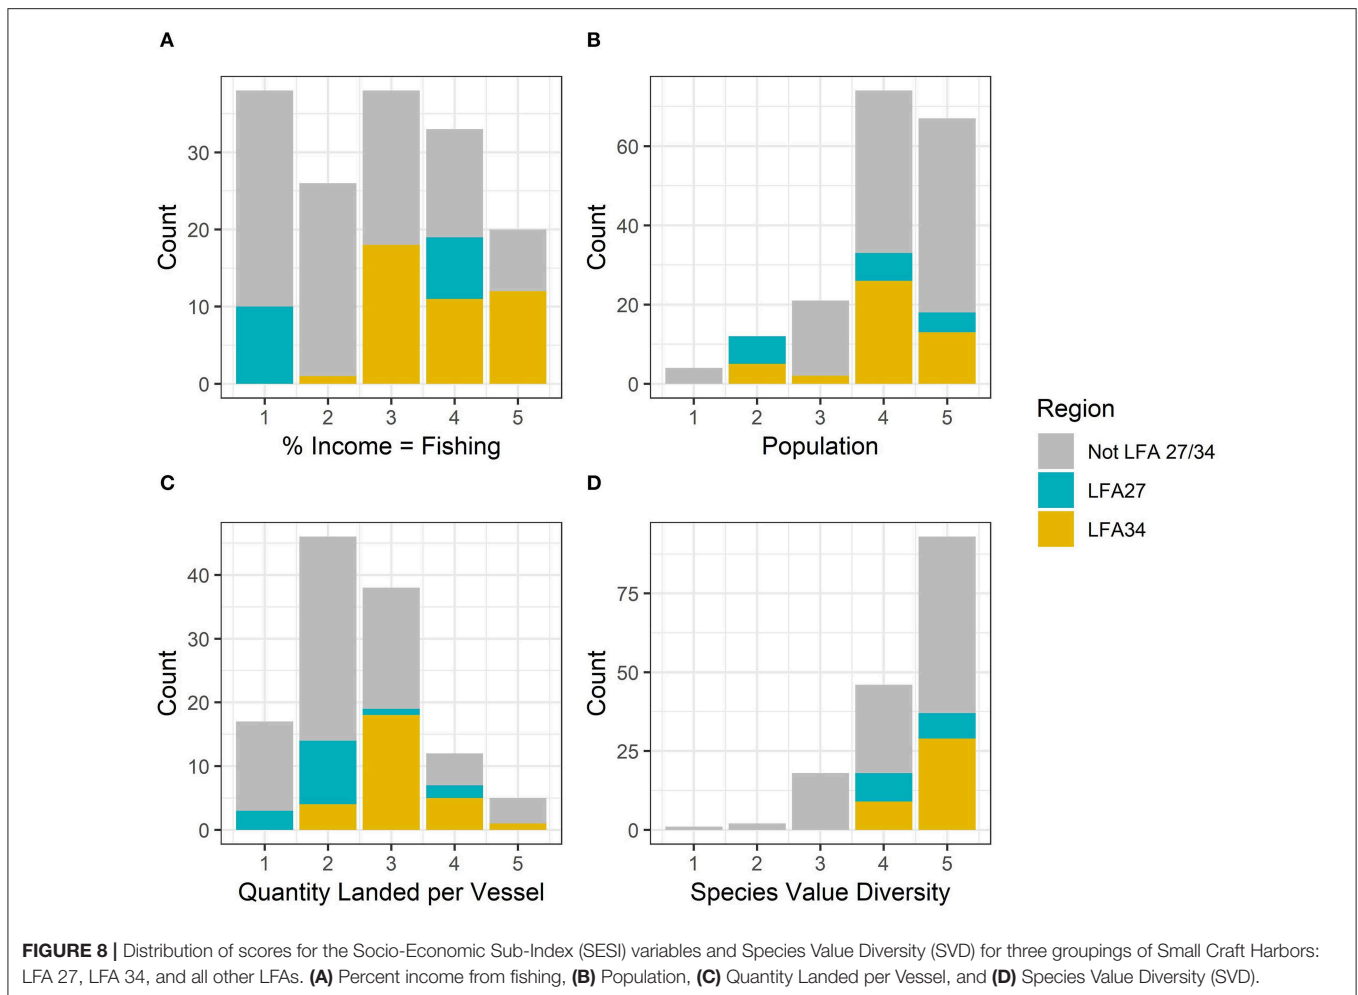 A
B
Count
30
20
10
0
1 2 3 4 5
% Income = Fishing
Count
60
40
20
0
1 2 3 4 5
Population
Region
Not LFA 27/34
LFA27
LFA34
C
D
Count
40
30
20
10
0
1 2 3 4 5
Quantity Landed per Vessel
Count
75
50
25
0
1 2 3 4 5
Species Value Diversity
FIGURE 8 | Distribution of scores for the Socio-Economic Sub-Index (SESI) variables and Species Value Diversity (SVD) for three groupings of Small Craft Harbors:
LFA 27, LFA 34, and all other LFAs. (A) Percent income from fishing, (B) Population, (C) Quantity Landed per Vessel, and (D) Species Value Diversity (SVD).